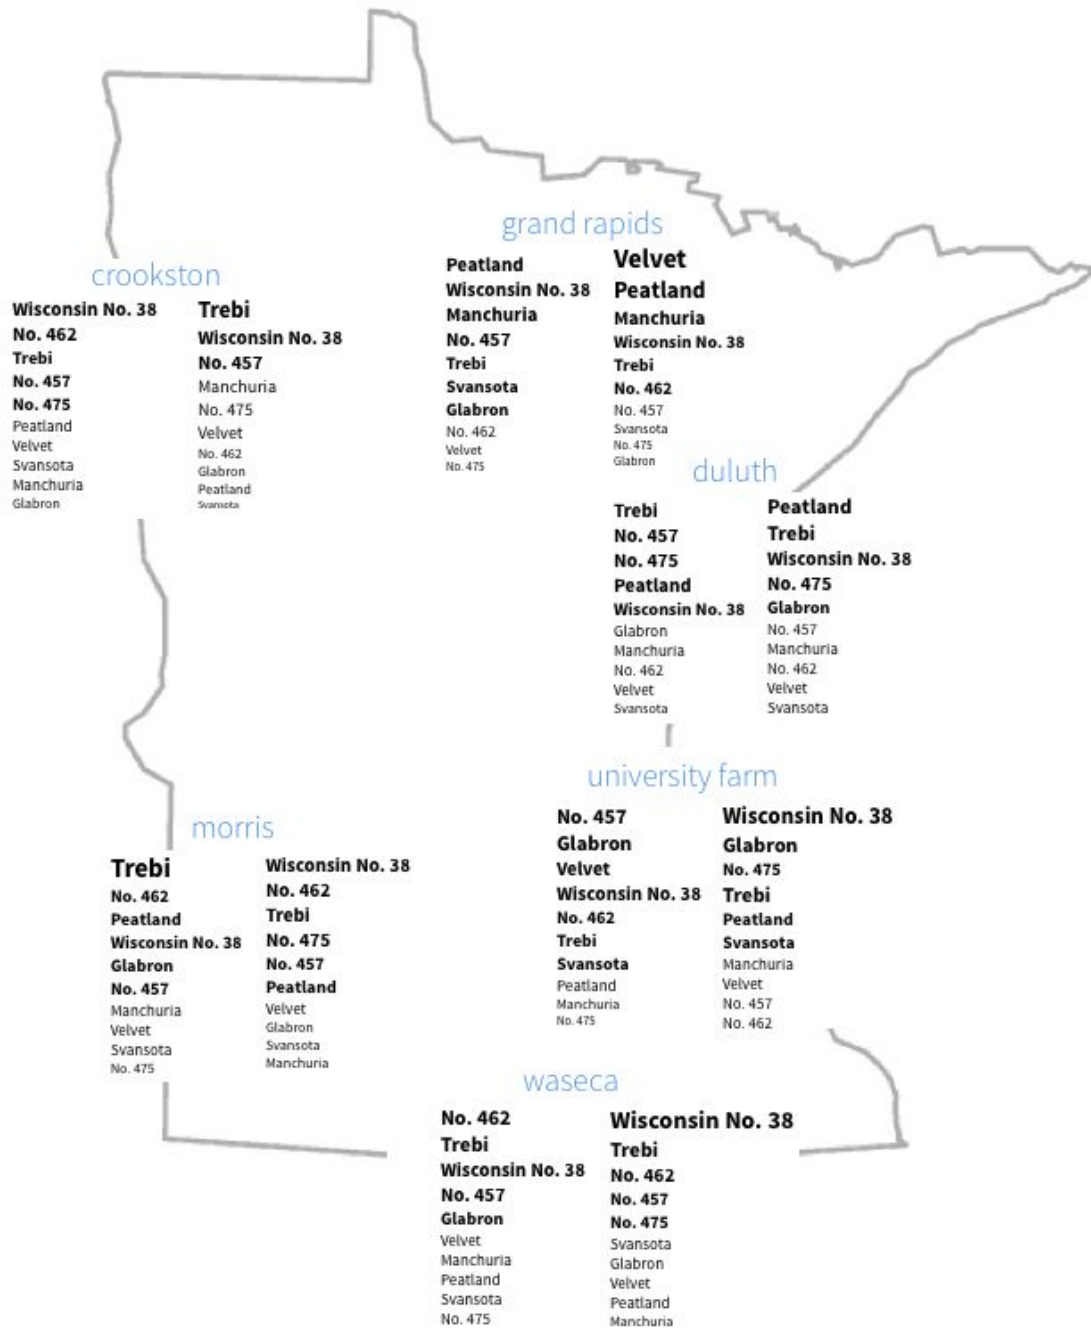 grand rapids
Peatland
Wisconsin No. 38
Manchuria
No. 457
Trebi
Svansota
Glabron
No. 462
Velvet
No. 475
Velvet
Peatland
Manchuria
Wisconsin No. 38
Trebi
No. 462
No. 457
Svansota
No. 475
Glabron
crookston
Wisconsin No. 38
No. 462
Trebi
No. 457
No. 475
Peatland
Velvet
Svansota
Manchuria
Glabron
Trebi
Wisconsin No. 38
No. 457
Manchuria
No. 475
Velvet
No. 462
Glabron
Peatland
Svansota
duluth
Trebi
No. 457
No. 475
Peatland
Wisconsin No. 38
Glabron
Manchuria
No. 462
Velvet
Svansota
Peatland
Trebi
Wisconsin No. 38
No. 475
Glabron
No. 457
Manchuria
No. 462
Velvet
Svansota
university farm
No. 457
Glabron
Velvet
Wisconsin No. 38
No. 462
Trebi
Svansota
Peatland
Manchuria
No. 475
Wisconsin No. 38
Glabron
No. 475
Trebi
Peatland
Svansota
Manchuria
Velvet
No. 457
No. 462
morris
Trebi
No. 462
Peatland
Wisconsin No. 38
Glabron
No. 457
Manchuria
Velvet
Svansota
No. 475
Wisconsin No. 38
No. 462
Trebi
No. 475
No. 457
Peatland
Velvet
Glabron
Svansota
Manchuria
waseca
No. 462
Trebi
Wisconsin No. 38
No. 457
Glabron
Velvet
Manchuria
Peatland
Svansota
No. 475
Wisconsin No. 38
Trebi
No. 462
No. 457
No. 475
Svansota
Glabron
Velvet
Peatland
Manchuria